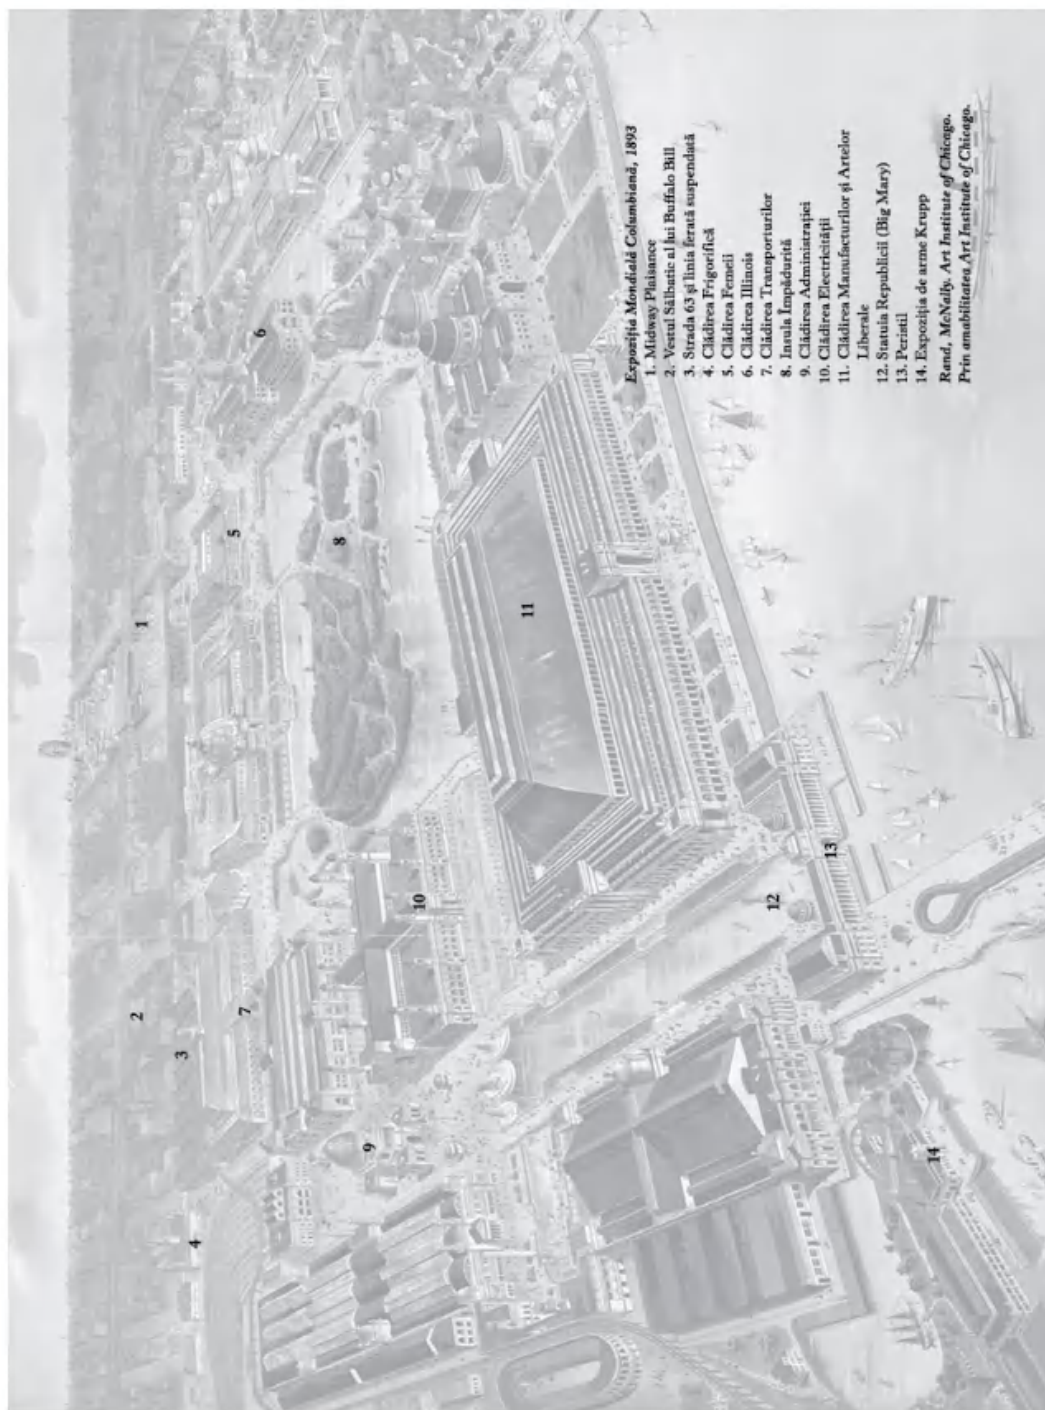 Expoziția Mondială Columbiană, 1893
1. Midway Plaisance
2. Vestul Sălbatic al lui Buffalo Bill
3. Strada 63 și linia ferată suspendată
4. Clădirea Frigorifică
5. Clădirea Femeii
6. Clădirea Illinois
7. Clădirea Transporturilor
8. Insula Împădurită
9. Clădirea Administrației
10. Clădirea Electricității
11. Clădirea Manufacturilor și Artelor
Liberale
12. Statuia Republicii (Big Mary)
13. Peristil
14. Expoziția de arme Krupp
Rand, McNally. Art Institute of Chicago.
Prin amabilitatea Art Institute of Chicago.
1
2
3
4
5
6
7
8
9
10
11
12
13
14